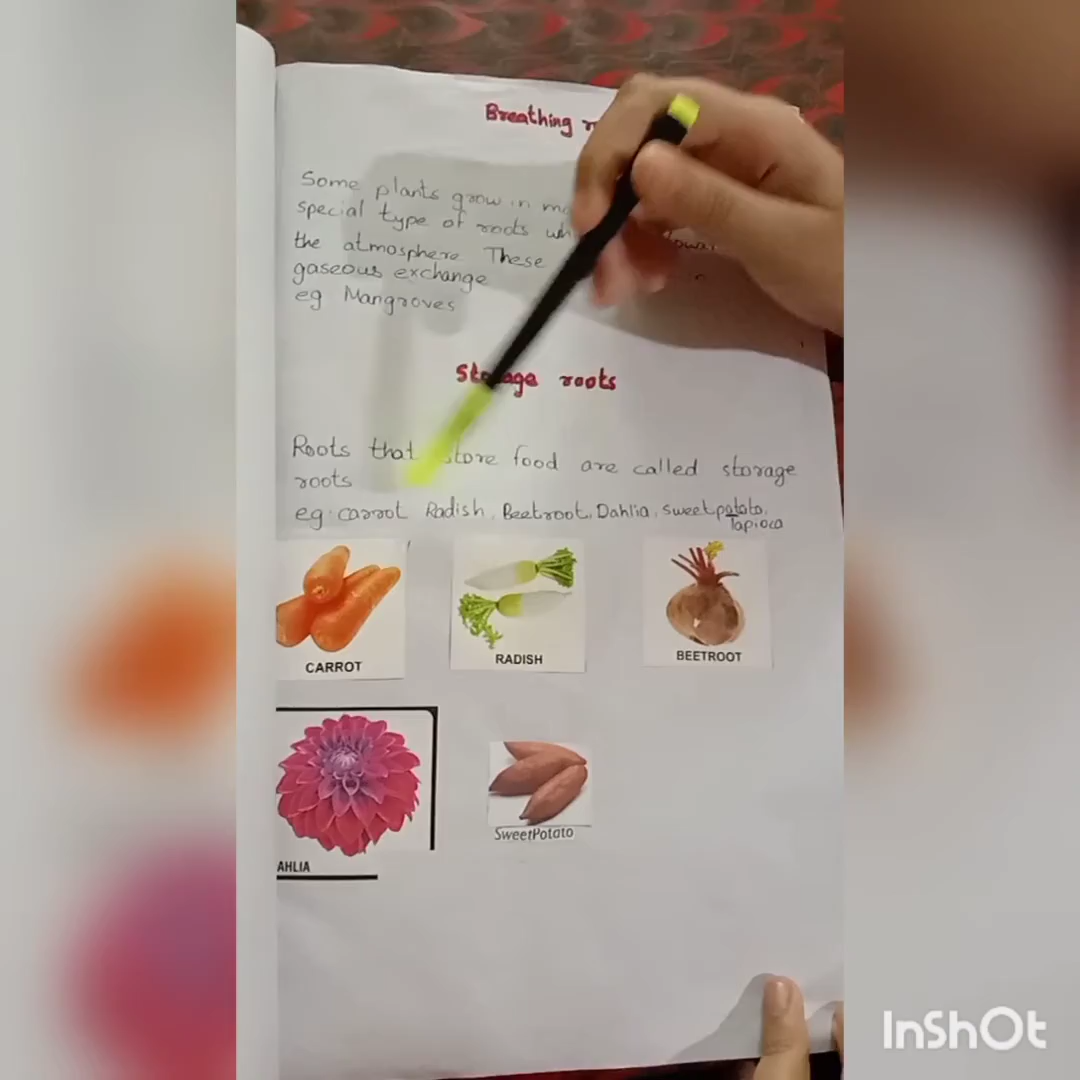 Breathing
Some plants grow in
special type of roots
the atmosphere These
gaseous exchange
eg Mangroves
Storage roots
Roots that store food are called storage
roots
eg. carrot Radish, Beetroot, Dahlia, sweetpotato,
Tapioca
CARROT
RADISH
BEETROOT
AHLIA
SweetPotato
InShOt